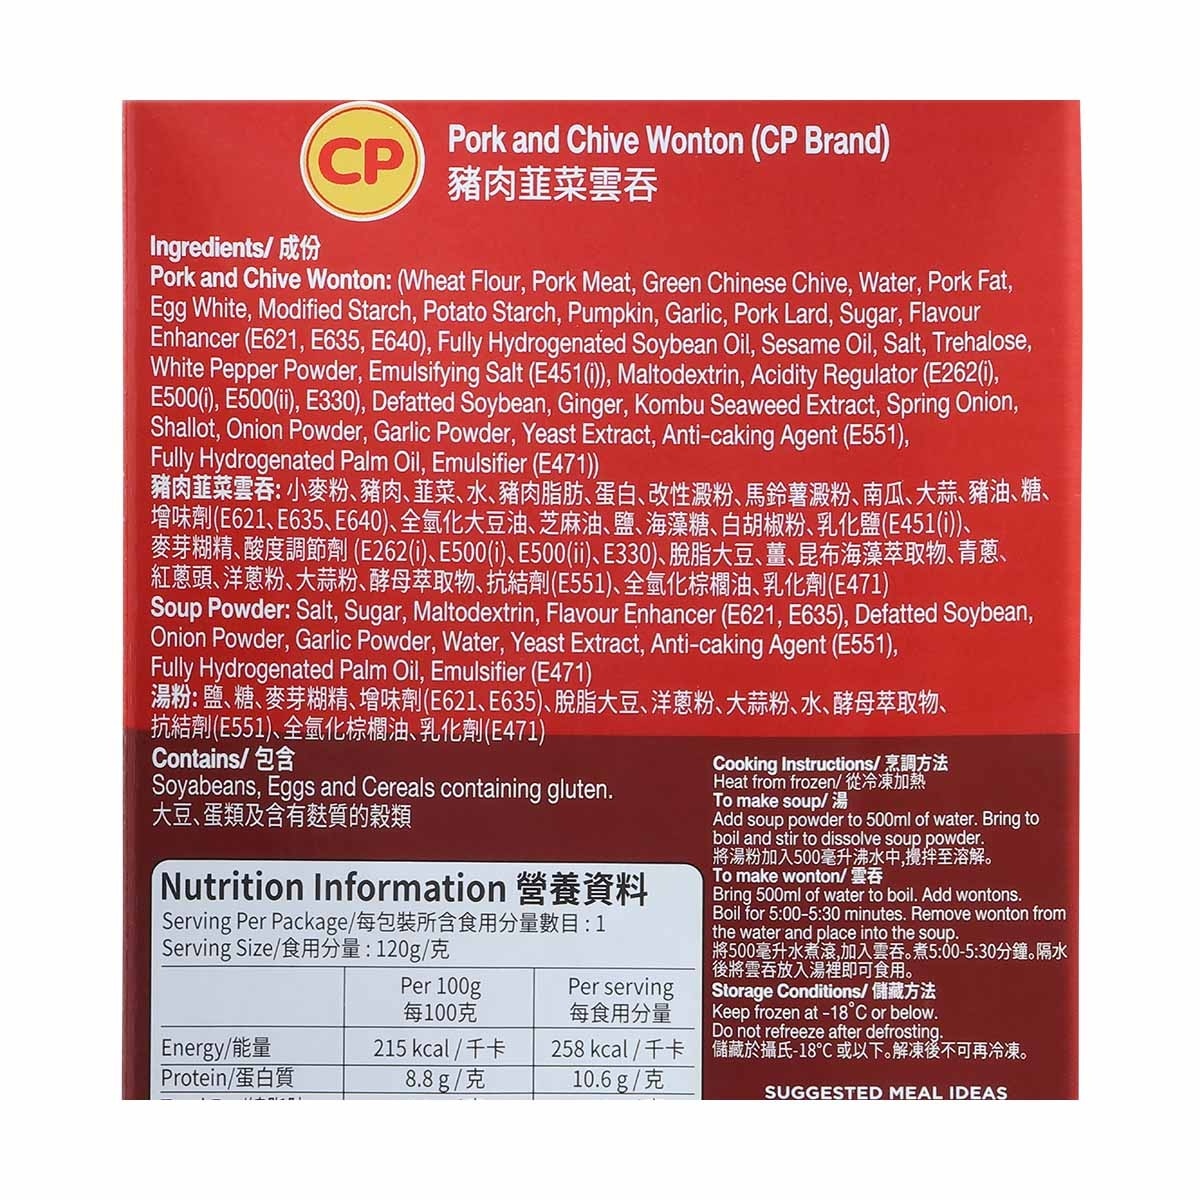 CP
Pork and Chive Wonton (CP Brand)
豬肉韮菜雲吞
Ingredients/ 成份
Pork and Chive Wonton: (Wheat Flour, Pork Meat, Green Chinese Chive, Water, Pork Fat,
Egg White, Modified Starch, Potato Starch, Pumpkin, Garlic, Pork Lard, Sugar, Flavour
Enhancer (E621, E635, E640), Fully Hydrogenated Soybean Oil, Sesame Oil, Salt, Trehalose,
White Pepper Powder, Emulsifying Salt (E451(i)), Maltodextrin, Acidity Regulator (E262(i),
E500(i), E500(ii), E330), Defatted Soybean, Ginger, Kombu Seaweed Extract, Spring Onion,
Shallot, Onion Powder, Garlic Powder, Yeast Extract, Anti-caking Agent (E551),
Fully Hydrogenated Palm Oil, Emulsifier (E471))
豬肉韮菜雲吞: 小麥粉、豬肉、韮菜、水、豬肉脂肪、蛋白、改性澱粉、馬鈴薯澱粉、南瓜、大蒜、豬油、糖、
增味劑(E621、E635、E640)、全氫化大豆油、芝麻油、鹽、海藻糖、白胡椒粉、乳化鹽(E451(i))、
麥芽糊精、酸度調節劑 (E262(i)、E500(i)、E500(ii)、E330)、脫脂大豆、薑、昆布海藻萃取物、青蔥、
紅蔥頭、洋蔥粉、大蒜粉、酵母萃取物、抗結劑(E551)、全氫化棕櫚油、乳化劑(E471)
Soup Powder: Salt, Sugar, Maltodextrin, Flavour Enhancer (E621, E635), Defatted Soybean,
Onion Powder, Garlic Powder, Water, Yeast Extract, Anti-caking Agent (E551),
Fully Hydrogenated Palm Oil, Emulsifier (E471)
湯粉: 鹽、糖、麥芽糊精、增味劑(E621、E635)、脫脂大豆、洋蔥粉、大蒜粉、水、酵母萃取物、
抗結劑(E551)、全氫化棕櫚油、乳化劑(E471)
Contains/ 包含
Soyabeans, Eggs and Cereals containing gluten.
大豆、蛋類及含有麩質的穀類
Nutrition Information 營養資料
Serving Per Package/每包裝所含食用分量數目 : 1
Serving Size/食用分量 : 120g/克
Per 100g Per serving
每100克 每食用分量
Energy/能量 215 kcal / 千卡 258 kcal / 千卡
Protein/蛋白質 8.8 g / 克 10.6 g / 克
Cooking Instructions/ 烹調方法
Heat from frozen/ 從冷凍加熱
To make soup/ 湯
Add soup powder to 500ml of water. Bring to
boil and stir to dissolve soup powder.
將湯粉加入500毫升沸水中,攪拌至溶解。
To make wonton/ 雲吞
Bring 500ml of water to boil. Add wontons.
Boil for 5:00-5:30 minutes. Remove wonton from
the water and place into the soup.
將500毫升水煮滾,加入雲吞。煮5:00-5:30分鐘。隔水
後將雲吞放入湯裡即可食用。
Storage Conditions/ 儲藏方法
Keep frozen at -18˚C or below.
Do not refreeze after defrosting.
儲藏於攝氏-18°C 或以下。解凍後不可再冷凍。
SUGGESTED MEAL IDEAS